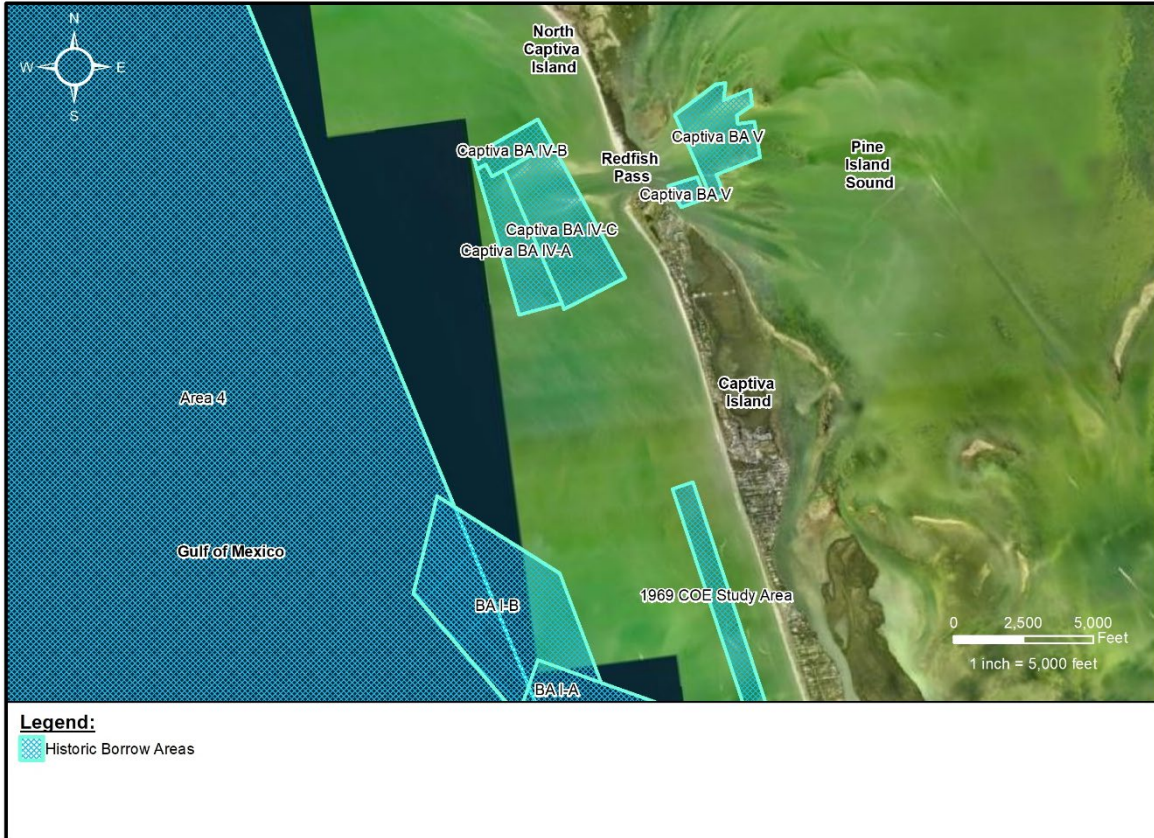 N
W
E
S
North
Captiva
Island
Captiva BA V
Captiva BA IV-B
Redfish
Pass
Pine
Island
Sound
Captiva BA V
Captiva BA IV-C
Captiva BA IV-A
Captiva
Island
Area 4
Gulf of Mexico
1969 COE Study Area
BA I-B
0 2,500 5,000
Feet
1 inch = 5,000 feet
BA I-A
Legend:
Historic Borrow Areas